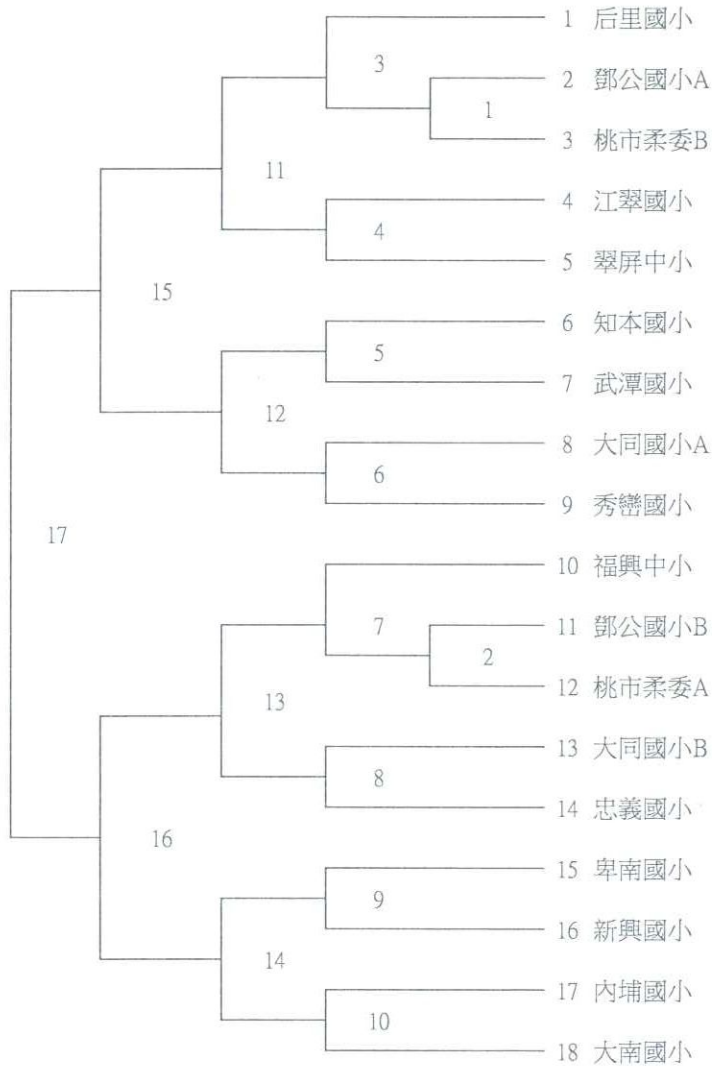 1 后里國小
3
2 鄧公國小A
1
3 桃市柔委B
11
4 江翠國小
4
5 翠屏中小
15
6 知本國小
5
7 武潭國小
12
8 大同國小A
6
9 秀巒國小
17
10 福興中小
7
11 鄧公國小B
2
12 桃市柔委A
13
13 大同國小B
8
14 忠義國小
16
15 卑南國小
9
16 新興國小
14
17 內埔國小
10
18 大南國小